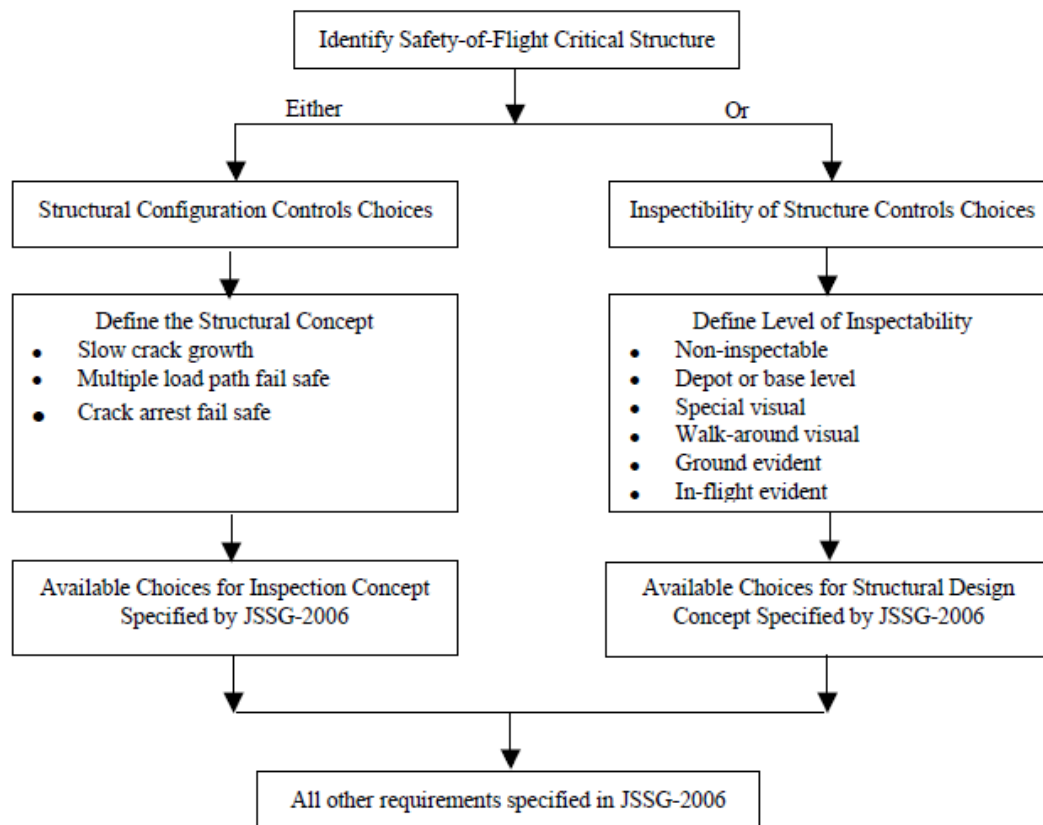 Identify Safety-of-Flight Critical Structure
Either
Or
Structural Configuration Controls Choices
Inspectibility of Structure Controls Choices
Define the Structural Concept
• Slow crack growth
• Multiple load path fail safe
• Crack arrest fail safe
Define Level of Inspectability
• Non-inspectable
• Depot or base level
• Special visual
• Walk-around visual
• Ground evident
• In-flight evident
Available Choices for Inspection Concept
Specified by JSSG-2006
Available Choices for Structural Design
Concept Specified by JSSG-2006
All other requirements specified in JSSG-2006